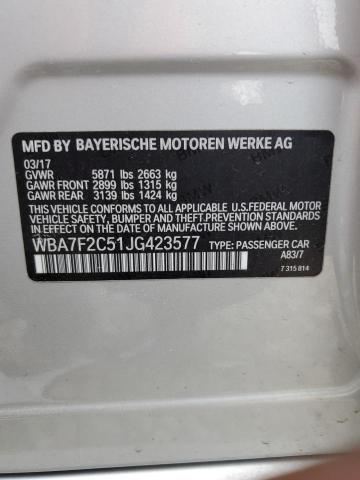 MFD BY BAYERISCHE MOTOREN WERKE AG
03/17
GVWR 5871 lbs 2663 kg
GAWR FRONT 2899 lbs 1315 kg
GAWR REAR 3139 lbs 1424 kg
THIS VEHICLE CONFORMS TO ALL APPLICABLE
U.S. FEDERAL MOTOR VEHICLE SAFETY, BUMPER AND THEFT
PREVENTION STANDARDS IN EFFECT ON THE DATE OF
MANUFACTURE SHOWN ABOVE.
WBA7F2C51JG423577 TYPE: PASSENGER CAR
A83/7
7 315 814